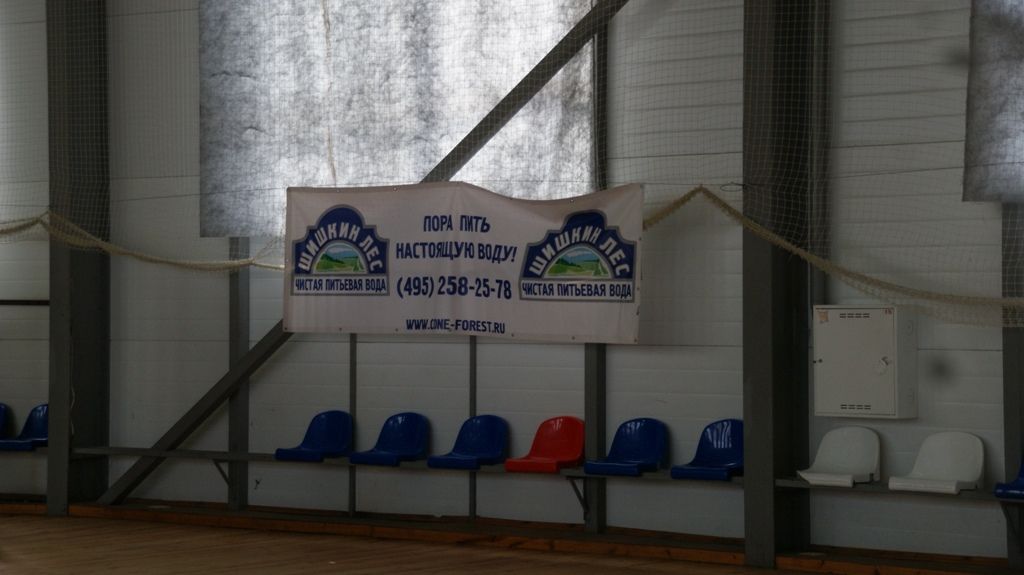 ШИШКИН ЛЕС
ЧИСТАЯ ПИТЬЕВАЯ ВОДА
ПОРА ПИТЬ
НАСТОЯЩУЮ ВОДУ!
(495) 258-25-78
WWW.CONE-FOREST.RU
ШИШКИН ЛЕС
ЧИСТАЯ ПИТЬЕВАЯ ВОДА